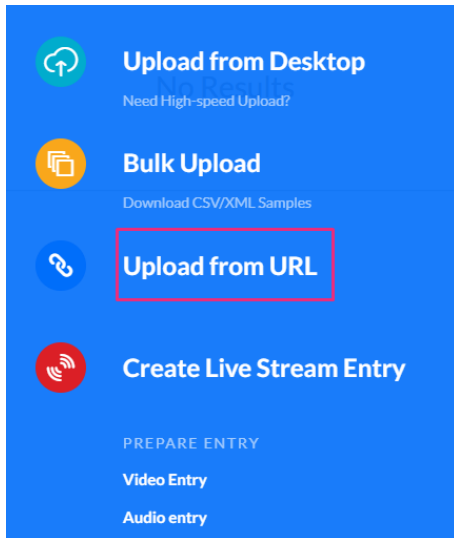 Upload from Desktop
No Results
Need High-speed Upload?
Bulk Upload
Download CSV/XML Samples
Upload from URL
Create Live Stream Entry
PREPARE ENTRY
Video Entry
Audio entry